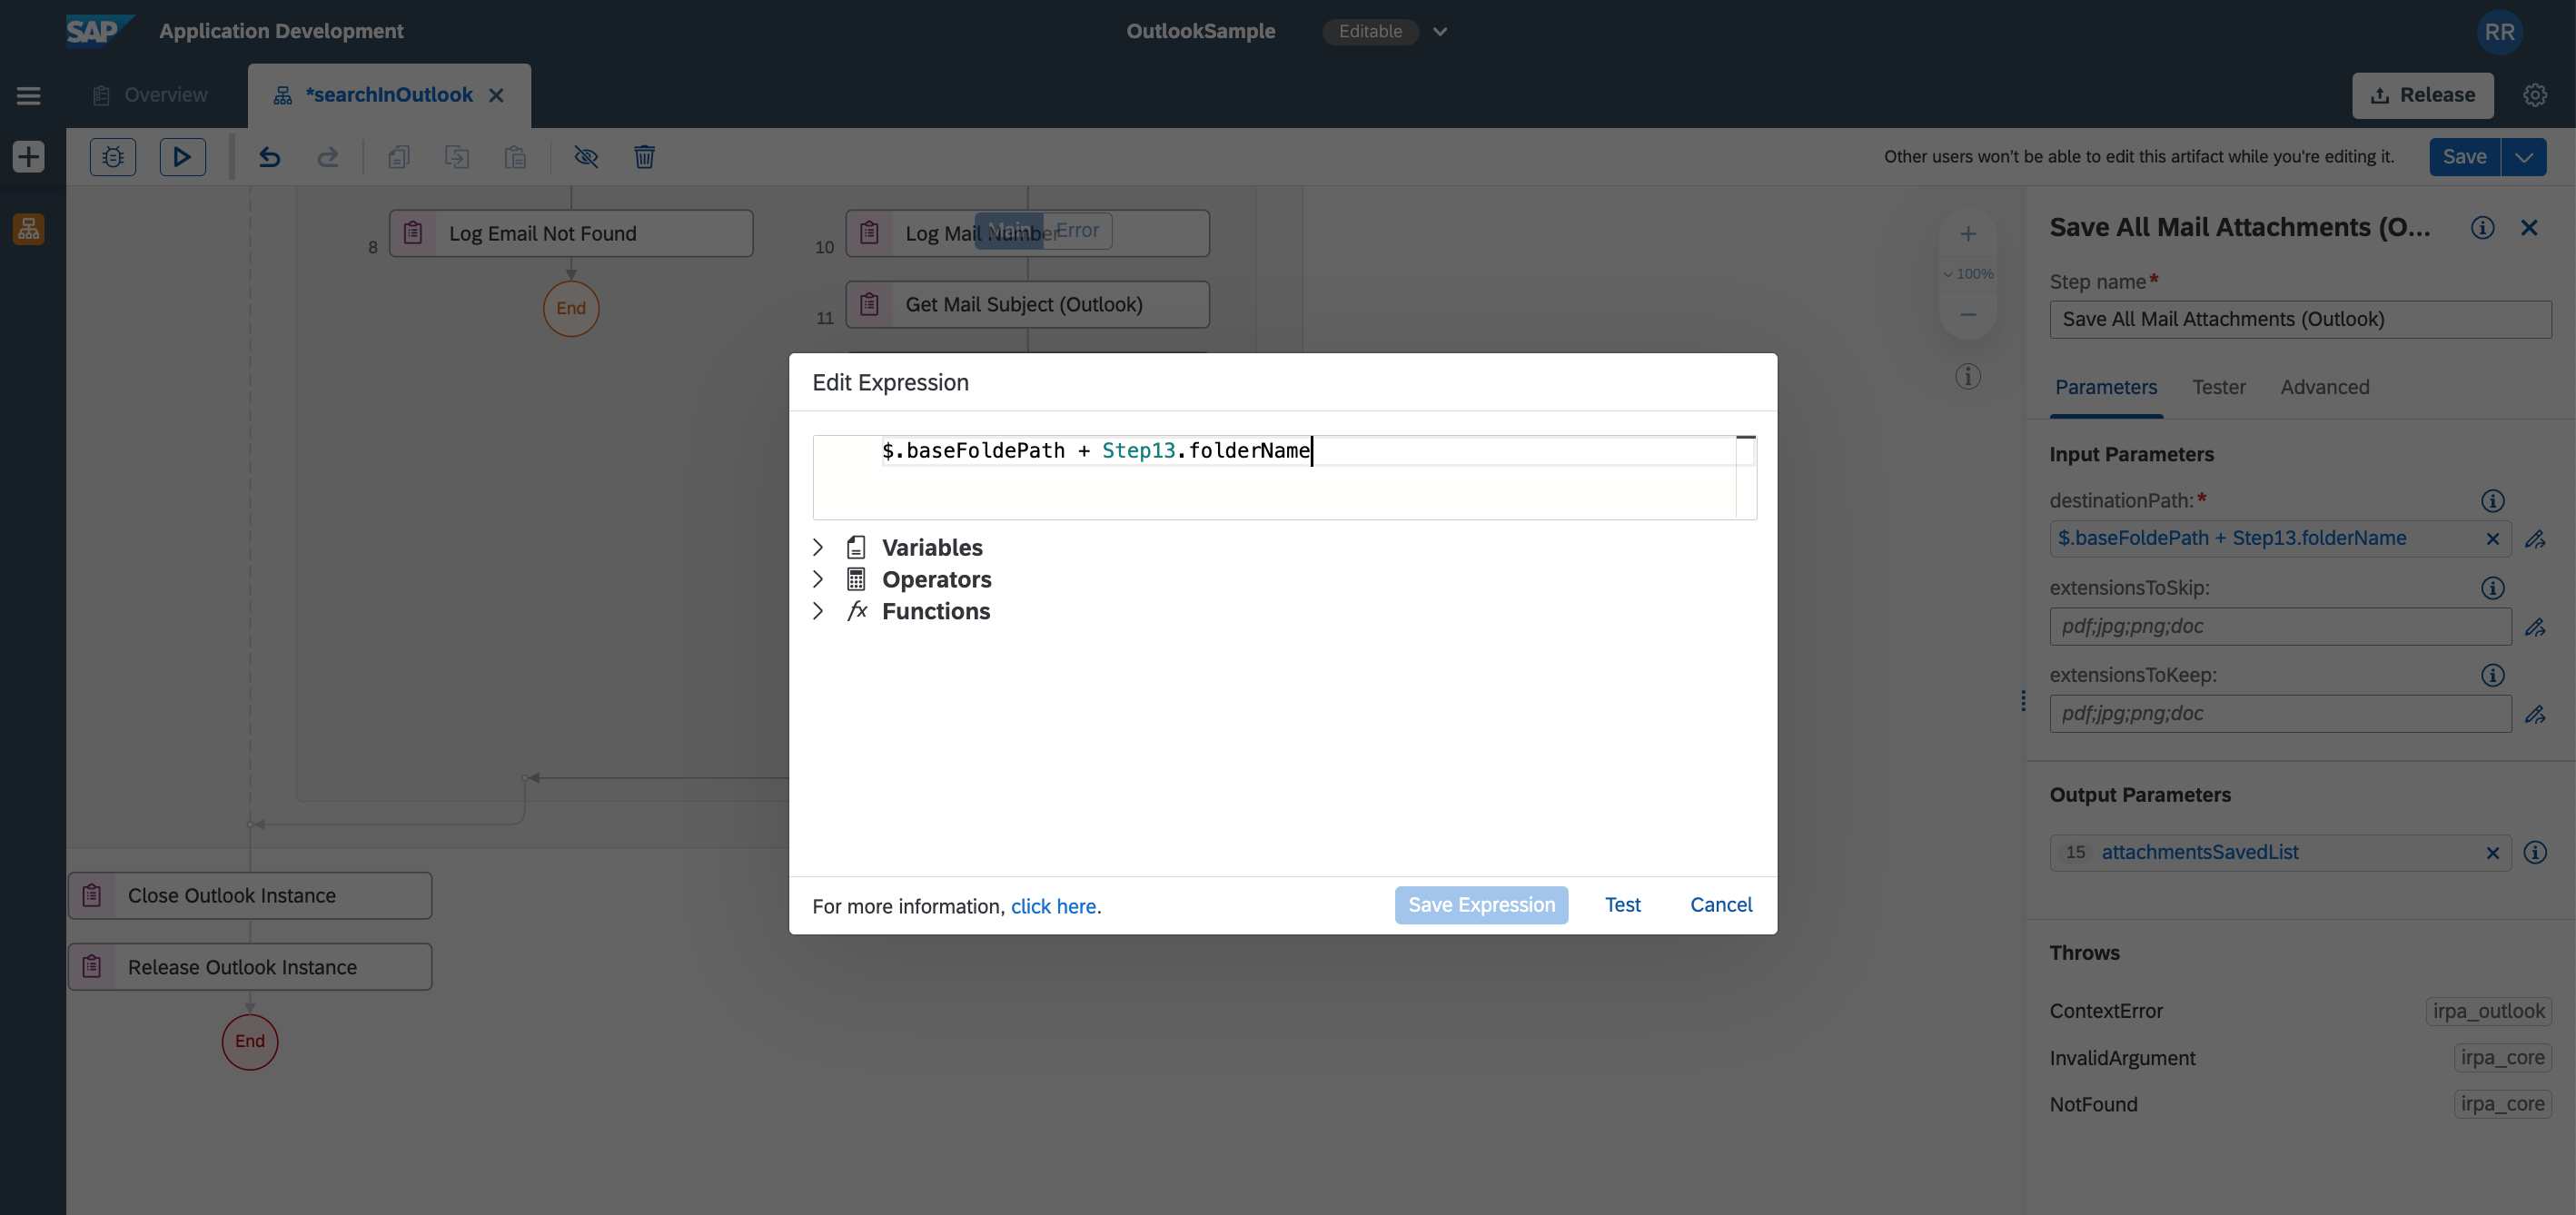 SAP Application Development
OutlookSample Editable
RR
Overview
*searchInOutlook
Release
Other users won't be able to edit this artifact while you're editing it.
Save
8 Log Email Not Found
End
10 Log Mail Number
Main Error
11 Get Mail Subject (Outlook)
100%
Close Outlook Instance
Release Outlook Instance
End
Edit Expression
$.baseFoldePath + Step13.folderName
Variables
Operators
fx Functions
For more information, click here.
Save Expression Test Cancel
Save All Mail Attachments (O...
Step name*
Save All Mail Attachments (Outlook)
Parameters Tester Advanced
Input Parameters
destinationPath:*
$.baseFoldePath + Step13.folderName
extensionsToSkip:
pdf;jpg;png;doc
extensionsToKeep:
pdf;jpg;png;doc
Output Parameters
15 attachmentsSavedList
Throws
ContextError irpa_outlook
InvalidArgument irpa_core
NotFound irpa_core